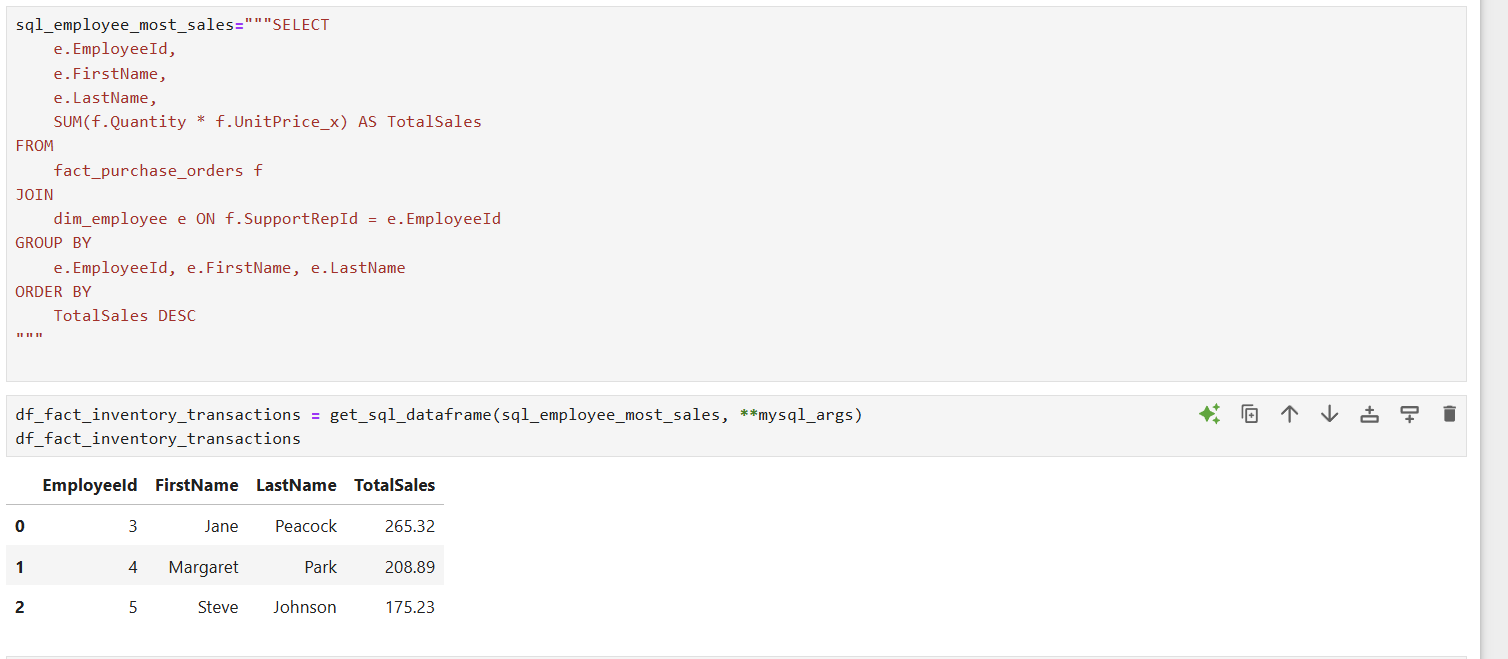 sql_employee_most_sales="""SELECT
    e.EmployeeId,
    e.FirstName,
    e.LastName,
    SUM(f.Quantity * f.UnitPrice_x) AS TotalSales
FROM
    fact_purchase_orders f
JOIN
    dim_employee e ON f.SupportRepId = e.EmployeeId
GROUP BY
    e.EmployeeId, e.FirstName, e.LastName
ORDER BY
    TotalSales DESC
"""
df_fact_inventory_transactions = get_sql_dataframe(sql_employee_most_sales, **mysql_args)
df_fact_inventory_transactions
EmployeeId FirstName LastName TotalSales
0 3 Jane Peacock 265.32
1 4 Margaret Park 208.89
2 5 Steve Johnson 175.23